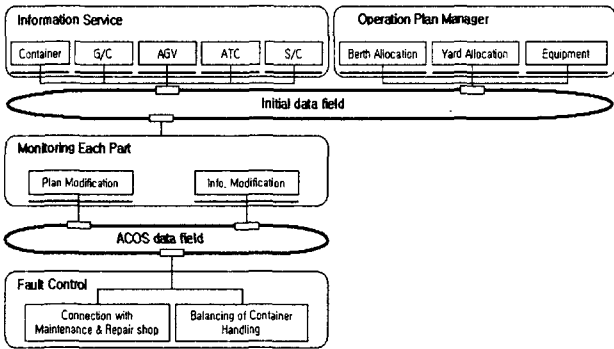 Information Service
Operation Plan Manager
Container
G/C
AGV
ATC
S/C
Berth Allocation
Yard Allocation
Equipment
Initial data field
Monitoring Each Part
Plan Modification
Info. Modification
ACOS data field
Fault Control
Connection with
Maintenance & Repair shop
Balancing of Container
Handling